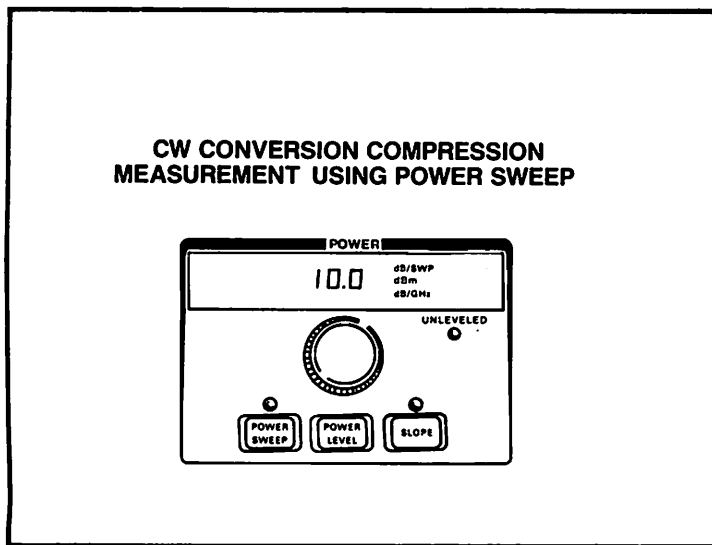 CW CONVERSION COMPRESSION
MEASUREMENT USING POWER SWEEP
POWER
10.0
dB/SWP
dBm
dB/GHz
UNLEVELED
POWER
SWEEP
POWER
LEVEL
SLOPE